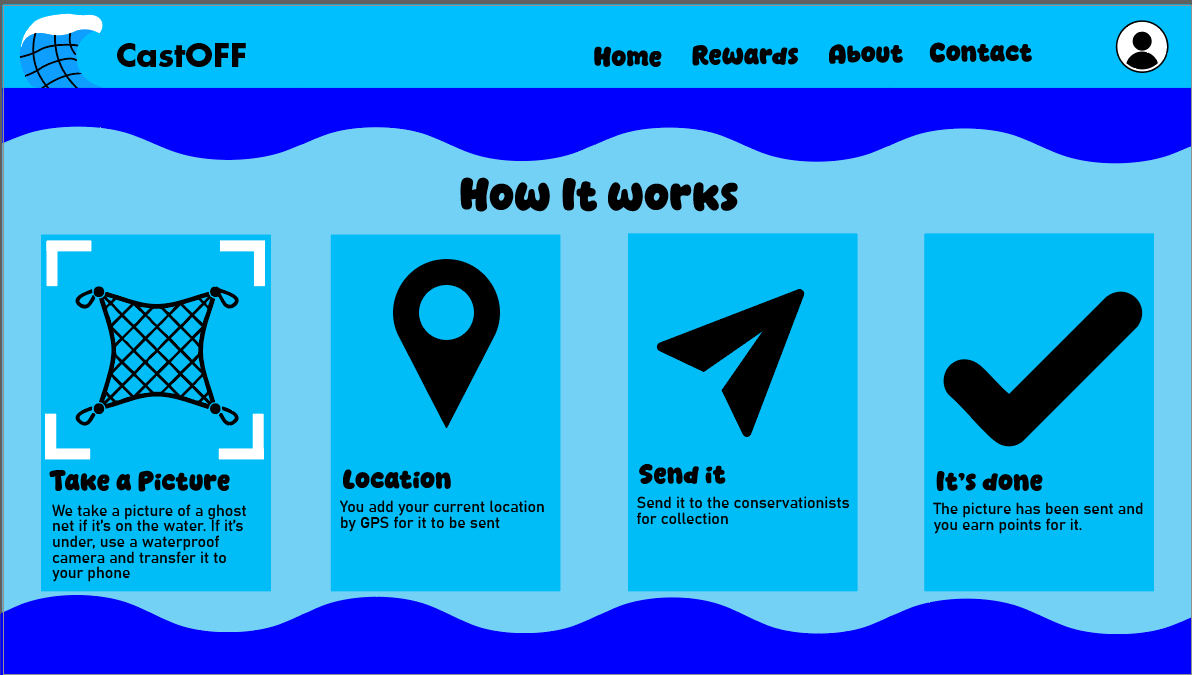 CastOFF
Home Rewards About Contact
How It works
Take a Picture
We take a picture of a ghost
net if it's on the water. If it's
under, use a waterproof
camera and transfer it to
your phone
Location
You add your current location
by GPS for it to be sent
Send it
Send it to the conservationists
for collection
It's done
The picture has been sent and
you earn points for it.